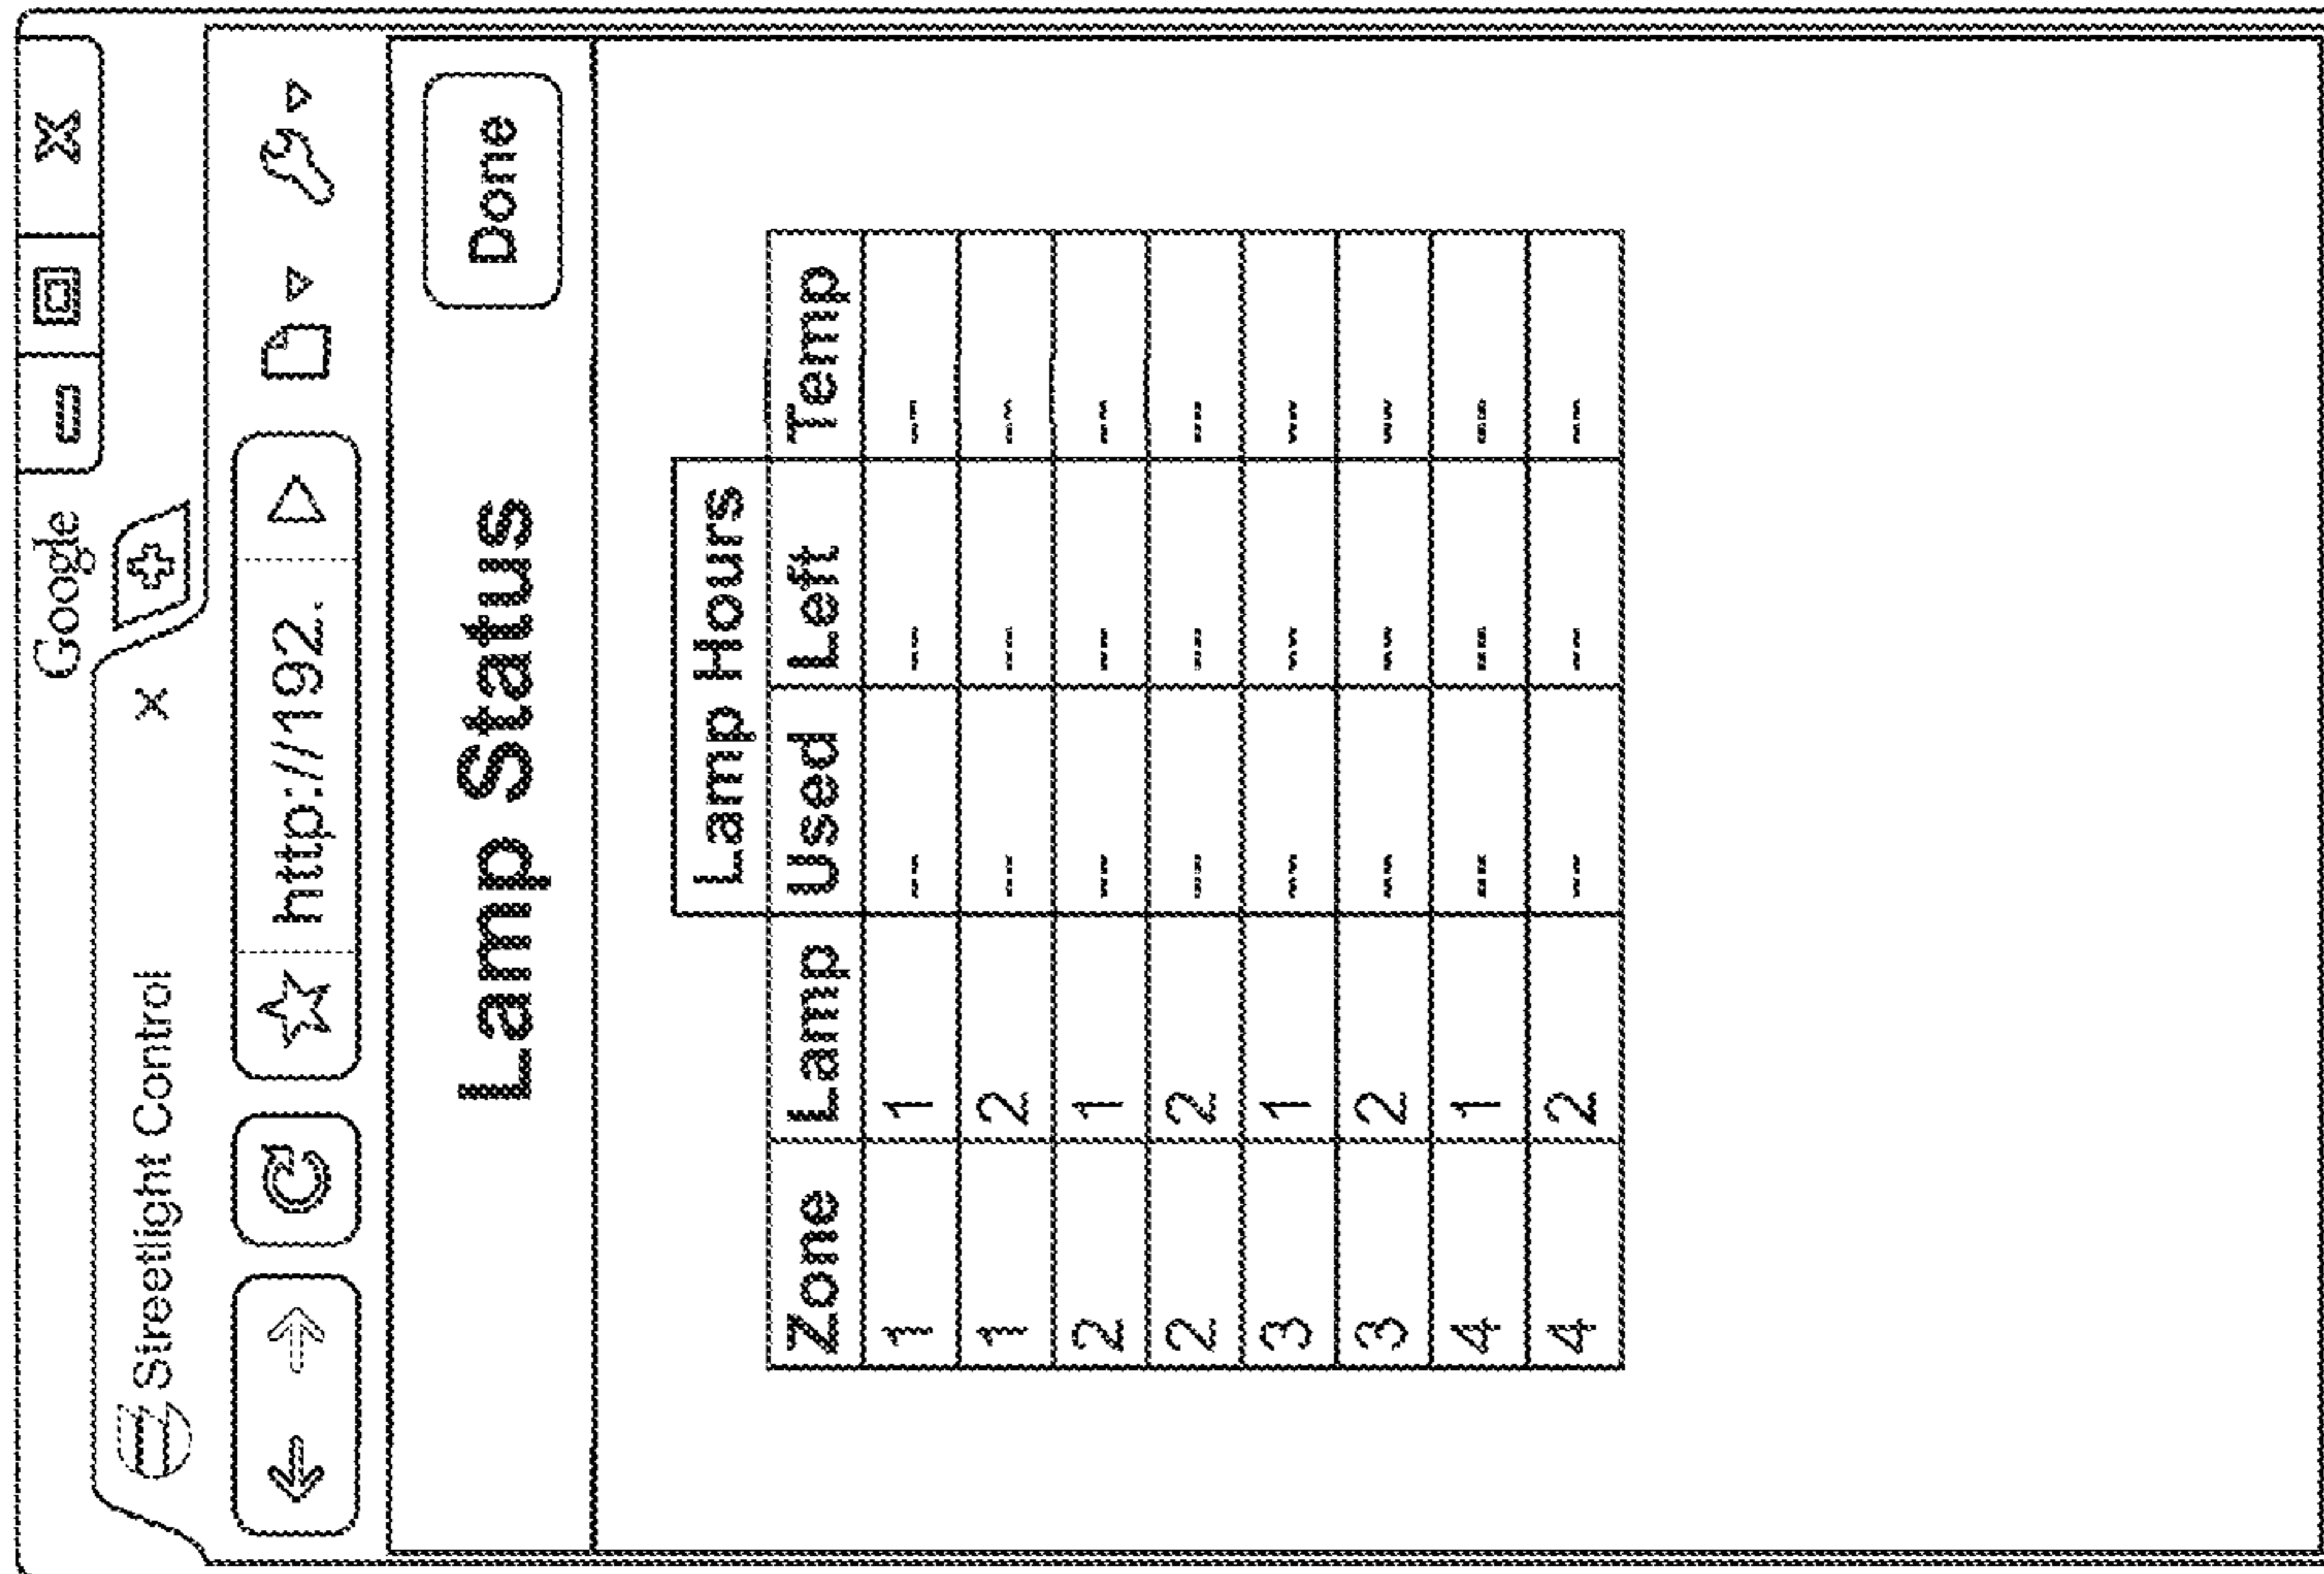 Google
Streetlight Control x
http://192.
Lamp Status Done
Lamp Hours
Zone Lamp Used Left Temp
1 1 -- -- --
1 2 -- -- --
2 1 -- -- --
2 2 -- -- --
3 1 -- -- --
3 2 -- -- --
4 1 -- -- --
4 2 -- -- --